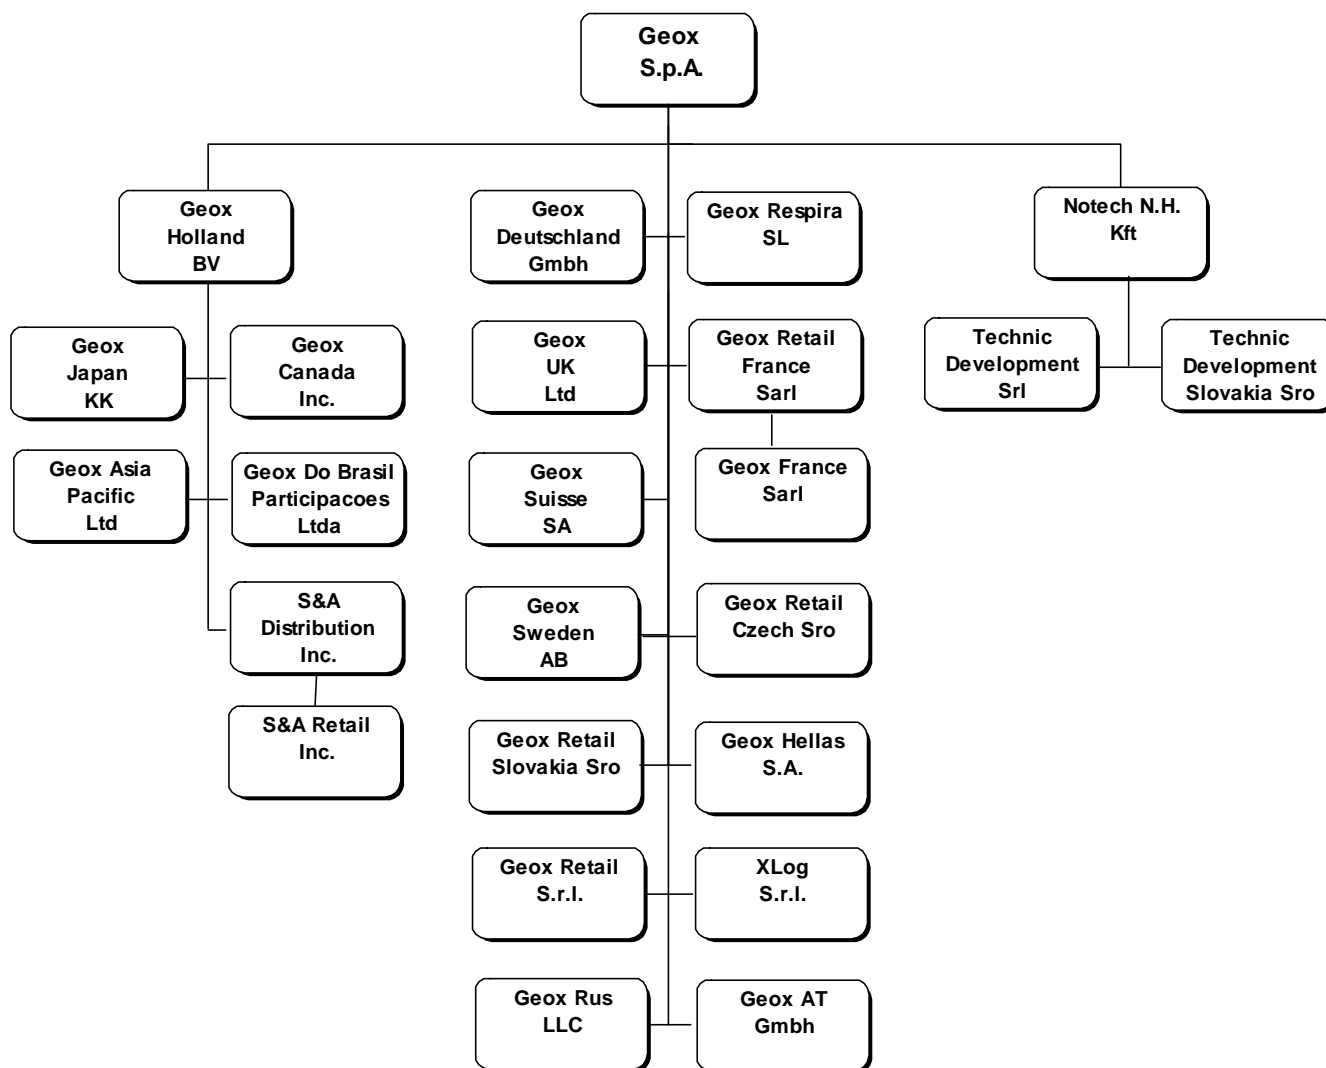 Geox
S.p.A.
Geox
Holland
BV
Geox
Deutschland
Gmbh
Geox Respira
SL
Notech N.H.
Kft
Geox
Japan
KK
Geox
Canada
Inc.
Geox
UK
Ltd
Geox Retail
France
Sarl
Technic
Development
Srl
Technic
Development
Slovakia Sro
Geox Asia
Pacific
Ltd
Geox Do Brasil
Participacoes
Ltda
Geox
Suisse
SA
Geox France
Sarl
S&A
Distribution
Inc.
Geox
Sweden
AB
Geox Retail
Czech Sro
S&A Retail
Inc.
Geox Retail
Slovakia Sro
Geox Hellas
S.A.
Geox Retail
S.r.l.
XLog
S.r.l.
Geox Rus
LLC
Geox AT
Gmbh